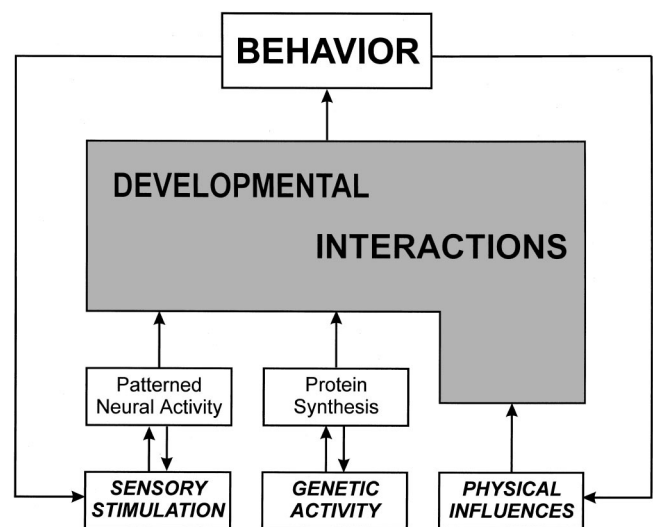 BEHAVIOR
DEVELOPMENTAL
INTERACTIONS
Patterned
Neural Activity
Protein
Synthesis
SENSORY
STIMULATION
GENETIC
ACTIVITY
PHYSICAL
INFLUENCES